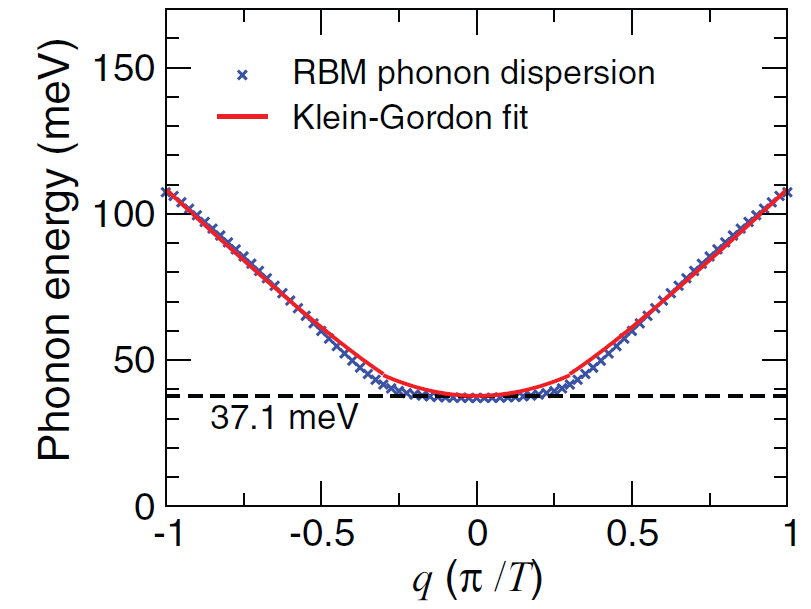 Phonon energy (meV)
150
100
50
0
RBM phonon dispersion
Klein-Gordon fit
37.1 meV
-1
-0.5
0
0.5
1
q (π /T)